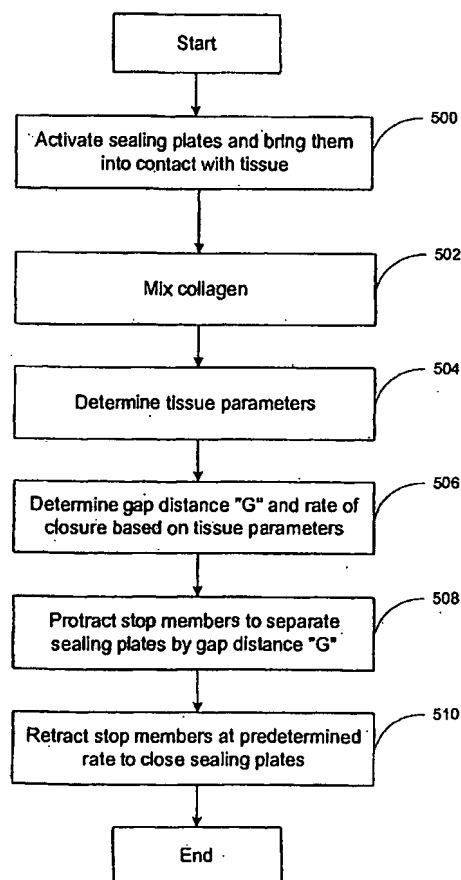 Start
500
Activate sealing plates and bring them
into contact with tissue
502
Mix collagen
504
Determine tissue parameters
506
Determine gap distance "G" and rate of
closure based on tissue parameters
508
Protract stop members to separate
sealing plates by gap distance "G"
510
Retract stop members at predetermined
rate to close sealing plates
End